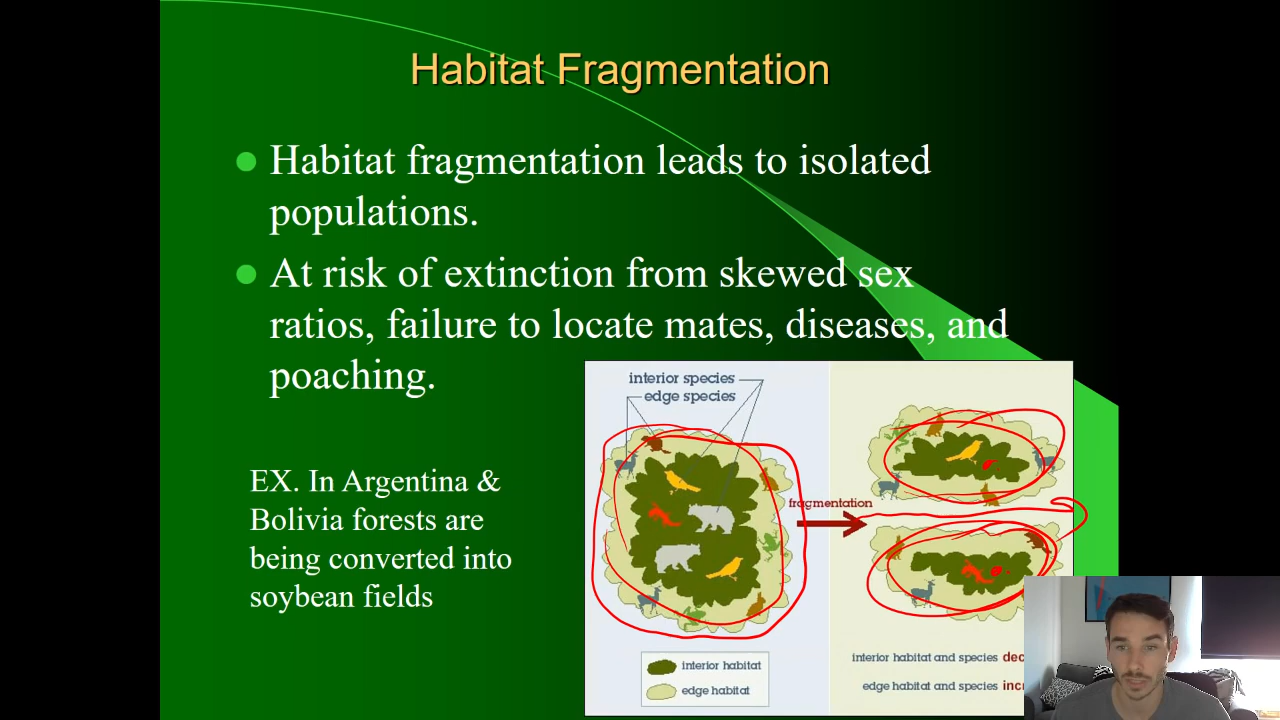 Habitat Fragmentation
Habitat fragmentation leads to isolated
populations.
At risk of extinction from skewed sex
ratios, failure to locate mates, diseases, and
poaching.
EX. In Argentina &
Bolivia forests are
being converted into
soybean fields
interior species
edge species
fragmentation
interior habitat
edge habitat
interior habitat and species
edge habitat and species